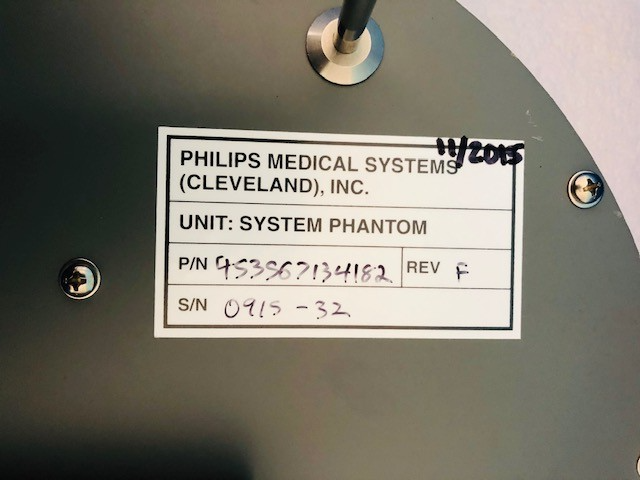 11/2015
PHILIPS MEDICAL SYSTEMS
(CLEVELAND), INC.
UNIT: SYSTEM PHANTOM
P/N 453567134182 REV F
S/N 0915-32